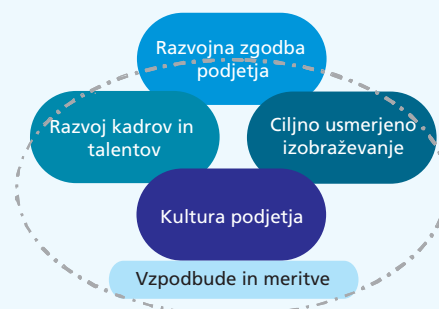 Razvojna zgodba
podjetja
Razvoj kadrov in
talentov
Ciljno usmerjeno
izobraževanje
Kultura podjetja
Vzpodbude in meritve